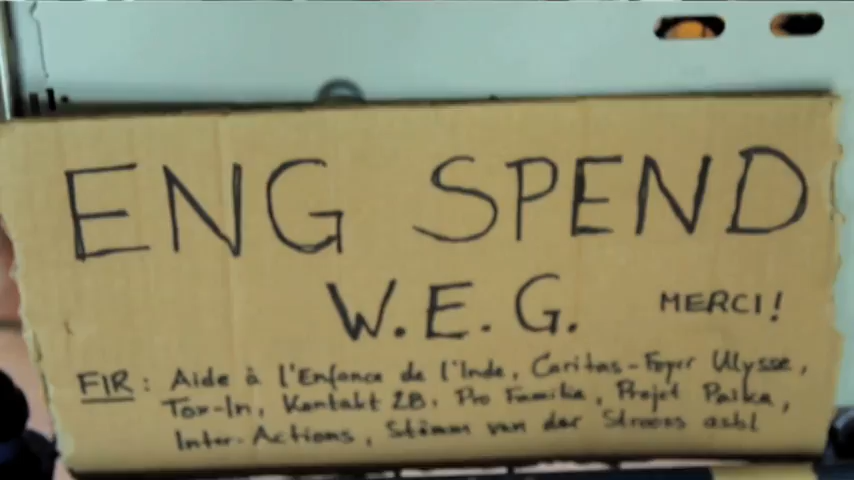 ENG SPEND
W.E.G. MERCI!
FIR: Aide à l'Enfance de l'Inde, Caritas-Foyer Ulysse,
Tox-In, Kontakt 28, Pro Familia, Projet Paika,
Inter-Actions, Stëmm van der Strooss asbl